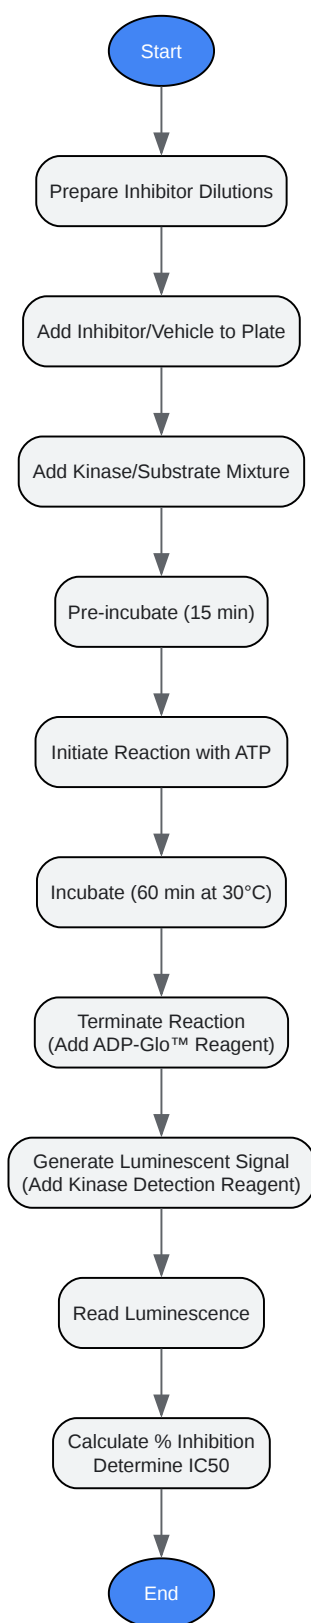 Start
Prepare Inhibitor Dilutions
Add Inhibitor/Vehicle to Plate
Add Kinase/Substrate Mixture
Pre-incubate (15 min)
Initiate Reaction with ATP
Incubate (60 min at 30°C)
Terminate Reaction
(Add ADP-Glo™ Reagent)
Generate Luminescent Signal
(Add Kinase Detection Reagent)
Read Luminescence
Calculate % Inhibition
Determine IC50
End